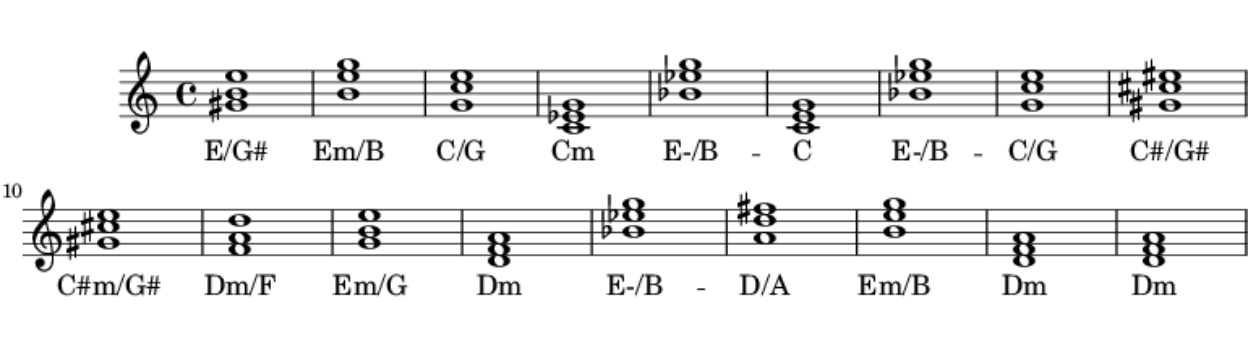 E/G# Em/B C/G Cm E-/B - C E-/B - C/G C#/G#
10
C#m/G# Dm/F Em/G Dm E-/B - D/A Em/B Dm Dm